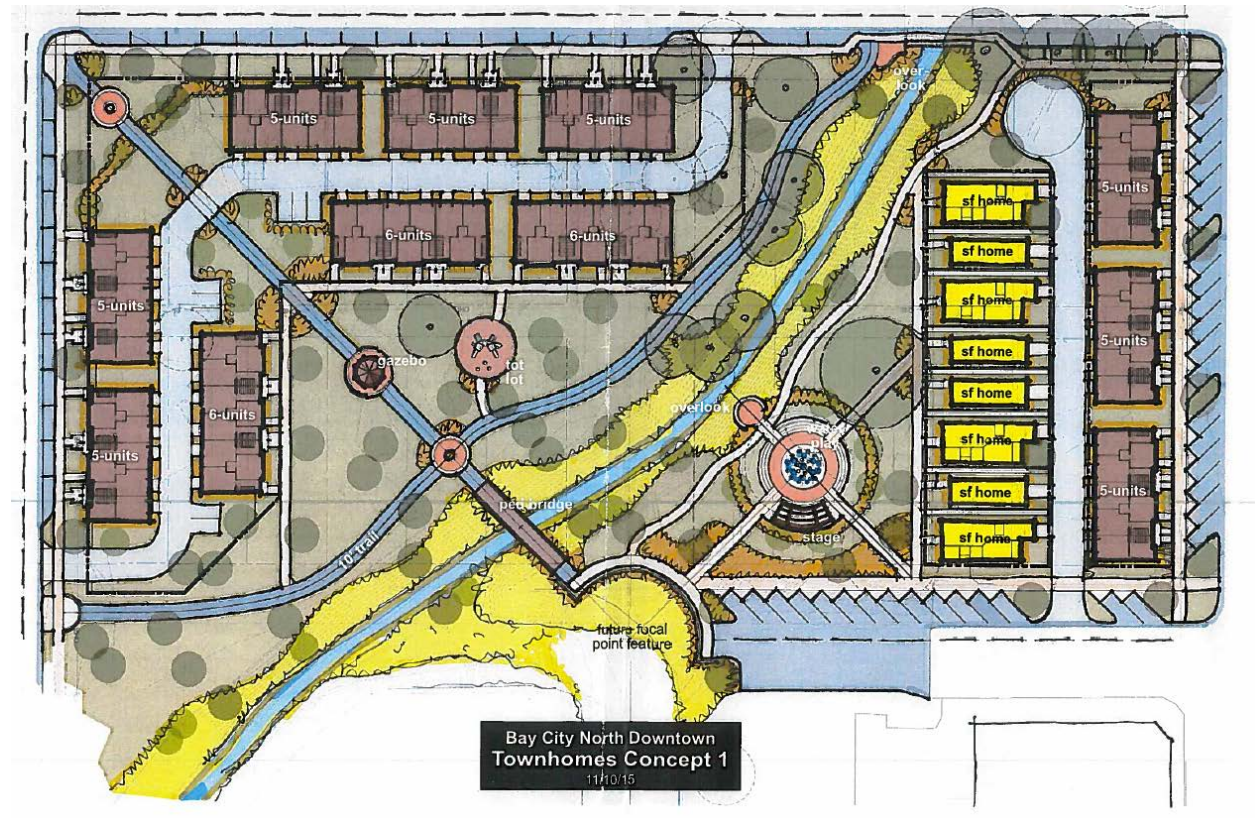 over-
look
5-units
5-units
5-units
5-units
sf home
6-units
6-units
sf home
sf home
5-units
5-units
sf home
gazebo
tot
lot
sf home
overlook
6-units
water
play
sf home
5-units
sf home
5-units
ped bridge
stage
sf home
10' trail
future focal
point feature
Bay City North Downtown
Townhomes Concept 1
11/10/15